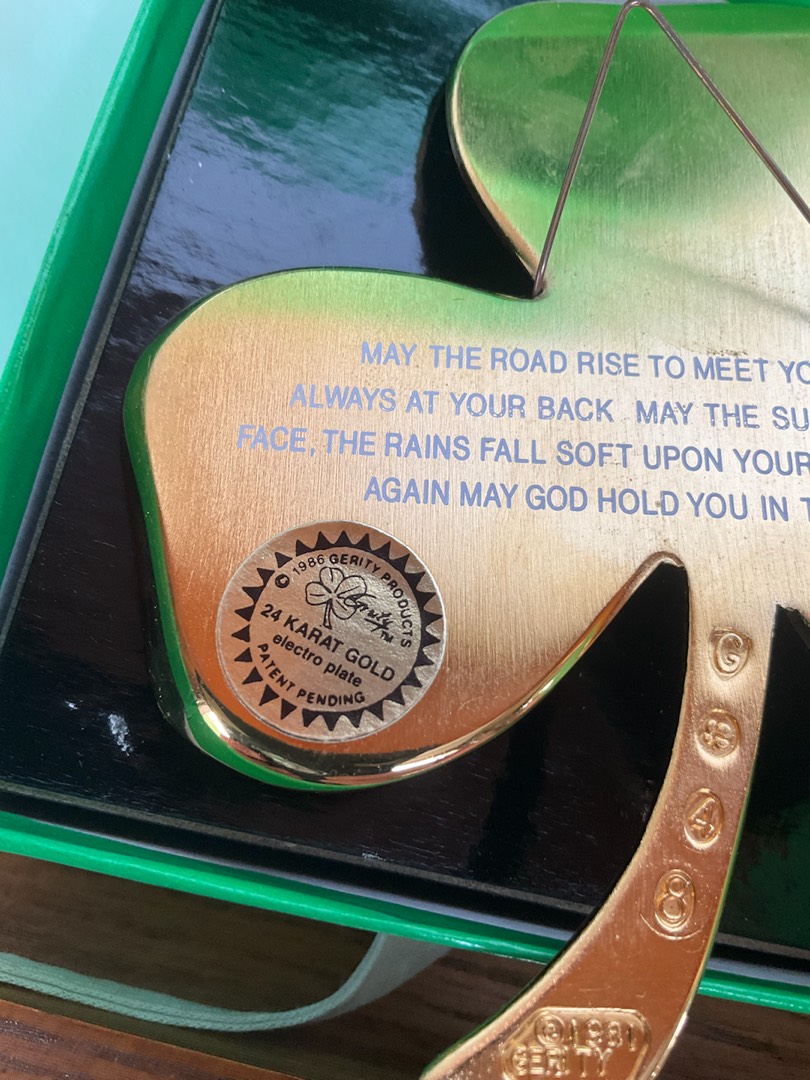 MAY THE ROAD RISE TO MEET YO
ALWAYS AT YOUR BACK MAY THE SU
FACE, THE RAINS FALL SOFT UPON YOUR
AGAIN MAY GOD HOLD YOU IN T
© 1986 GERITY PRODUCTS
Gerity™
24 KARAT GOLD
electro plate
PATENT PENDING
G
4
8
© 1981
GERITY